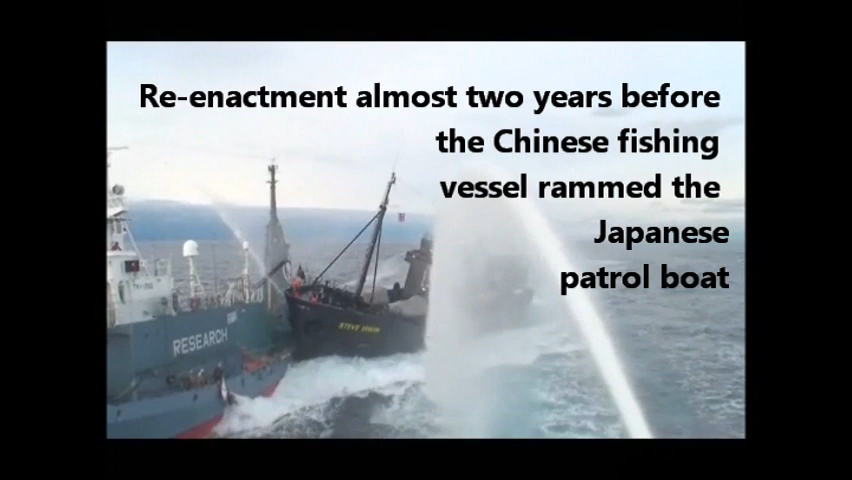 Re-enactment almost two years before
the Chinese fishing
vessel rammed the
Japanese
patrol boat
RESEARCH
STEVE IRWIN